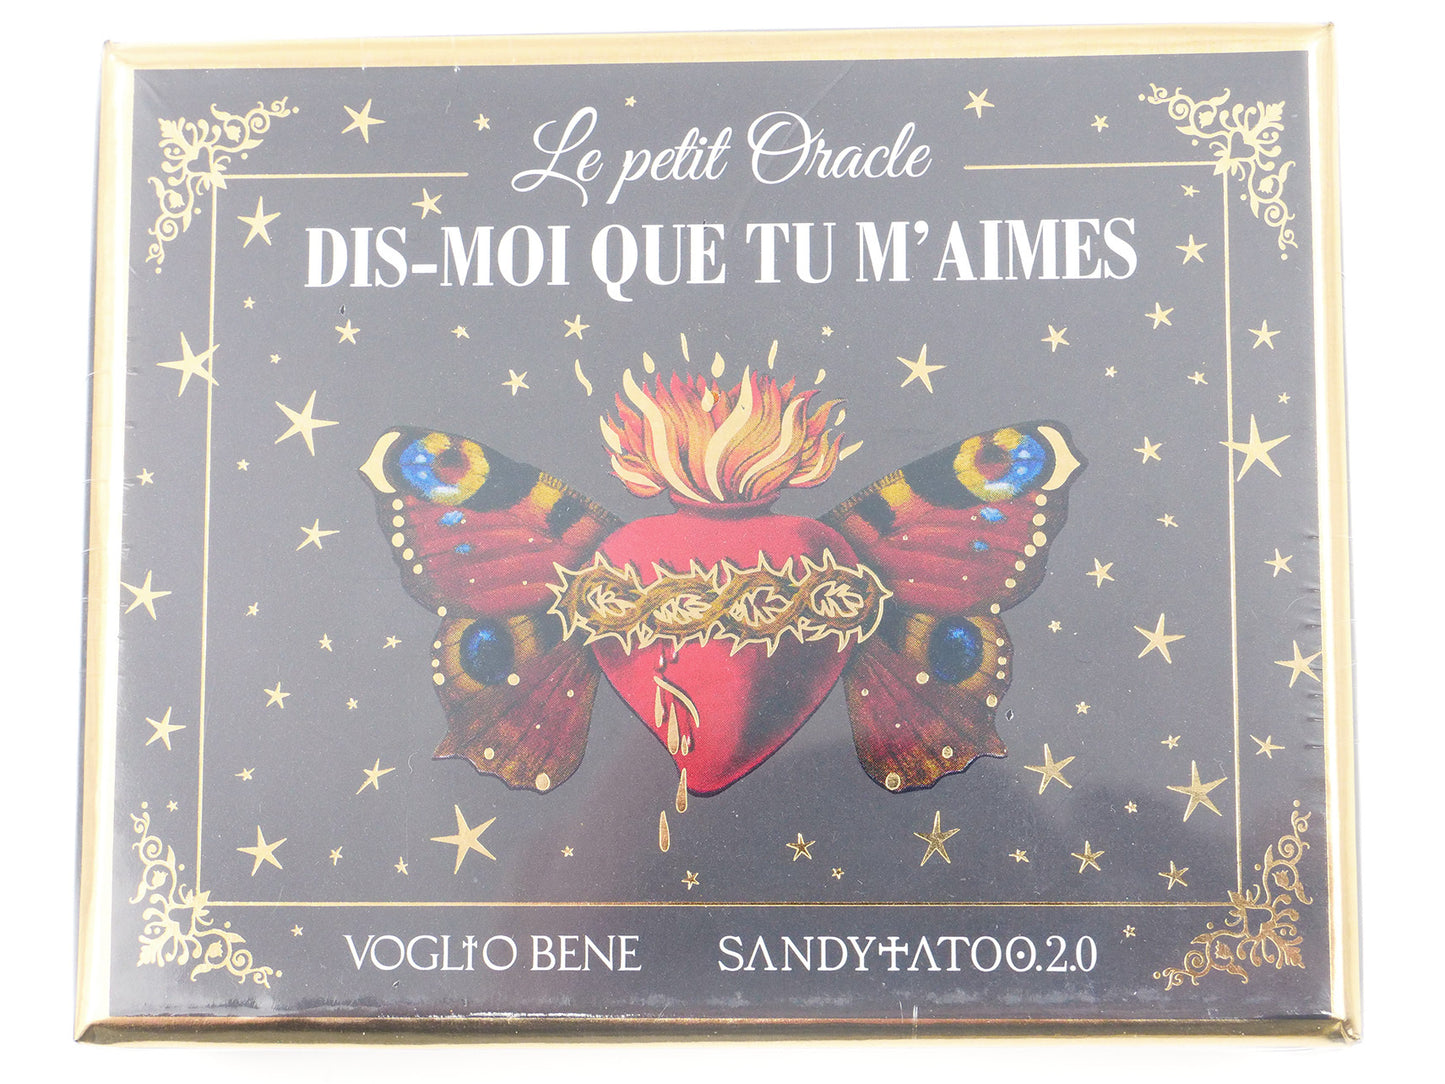 Le petit Oracle
DIS-MOI QUE TU M'AIMES
VOGLIO BENE SANDYTATOO.2.0